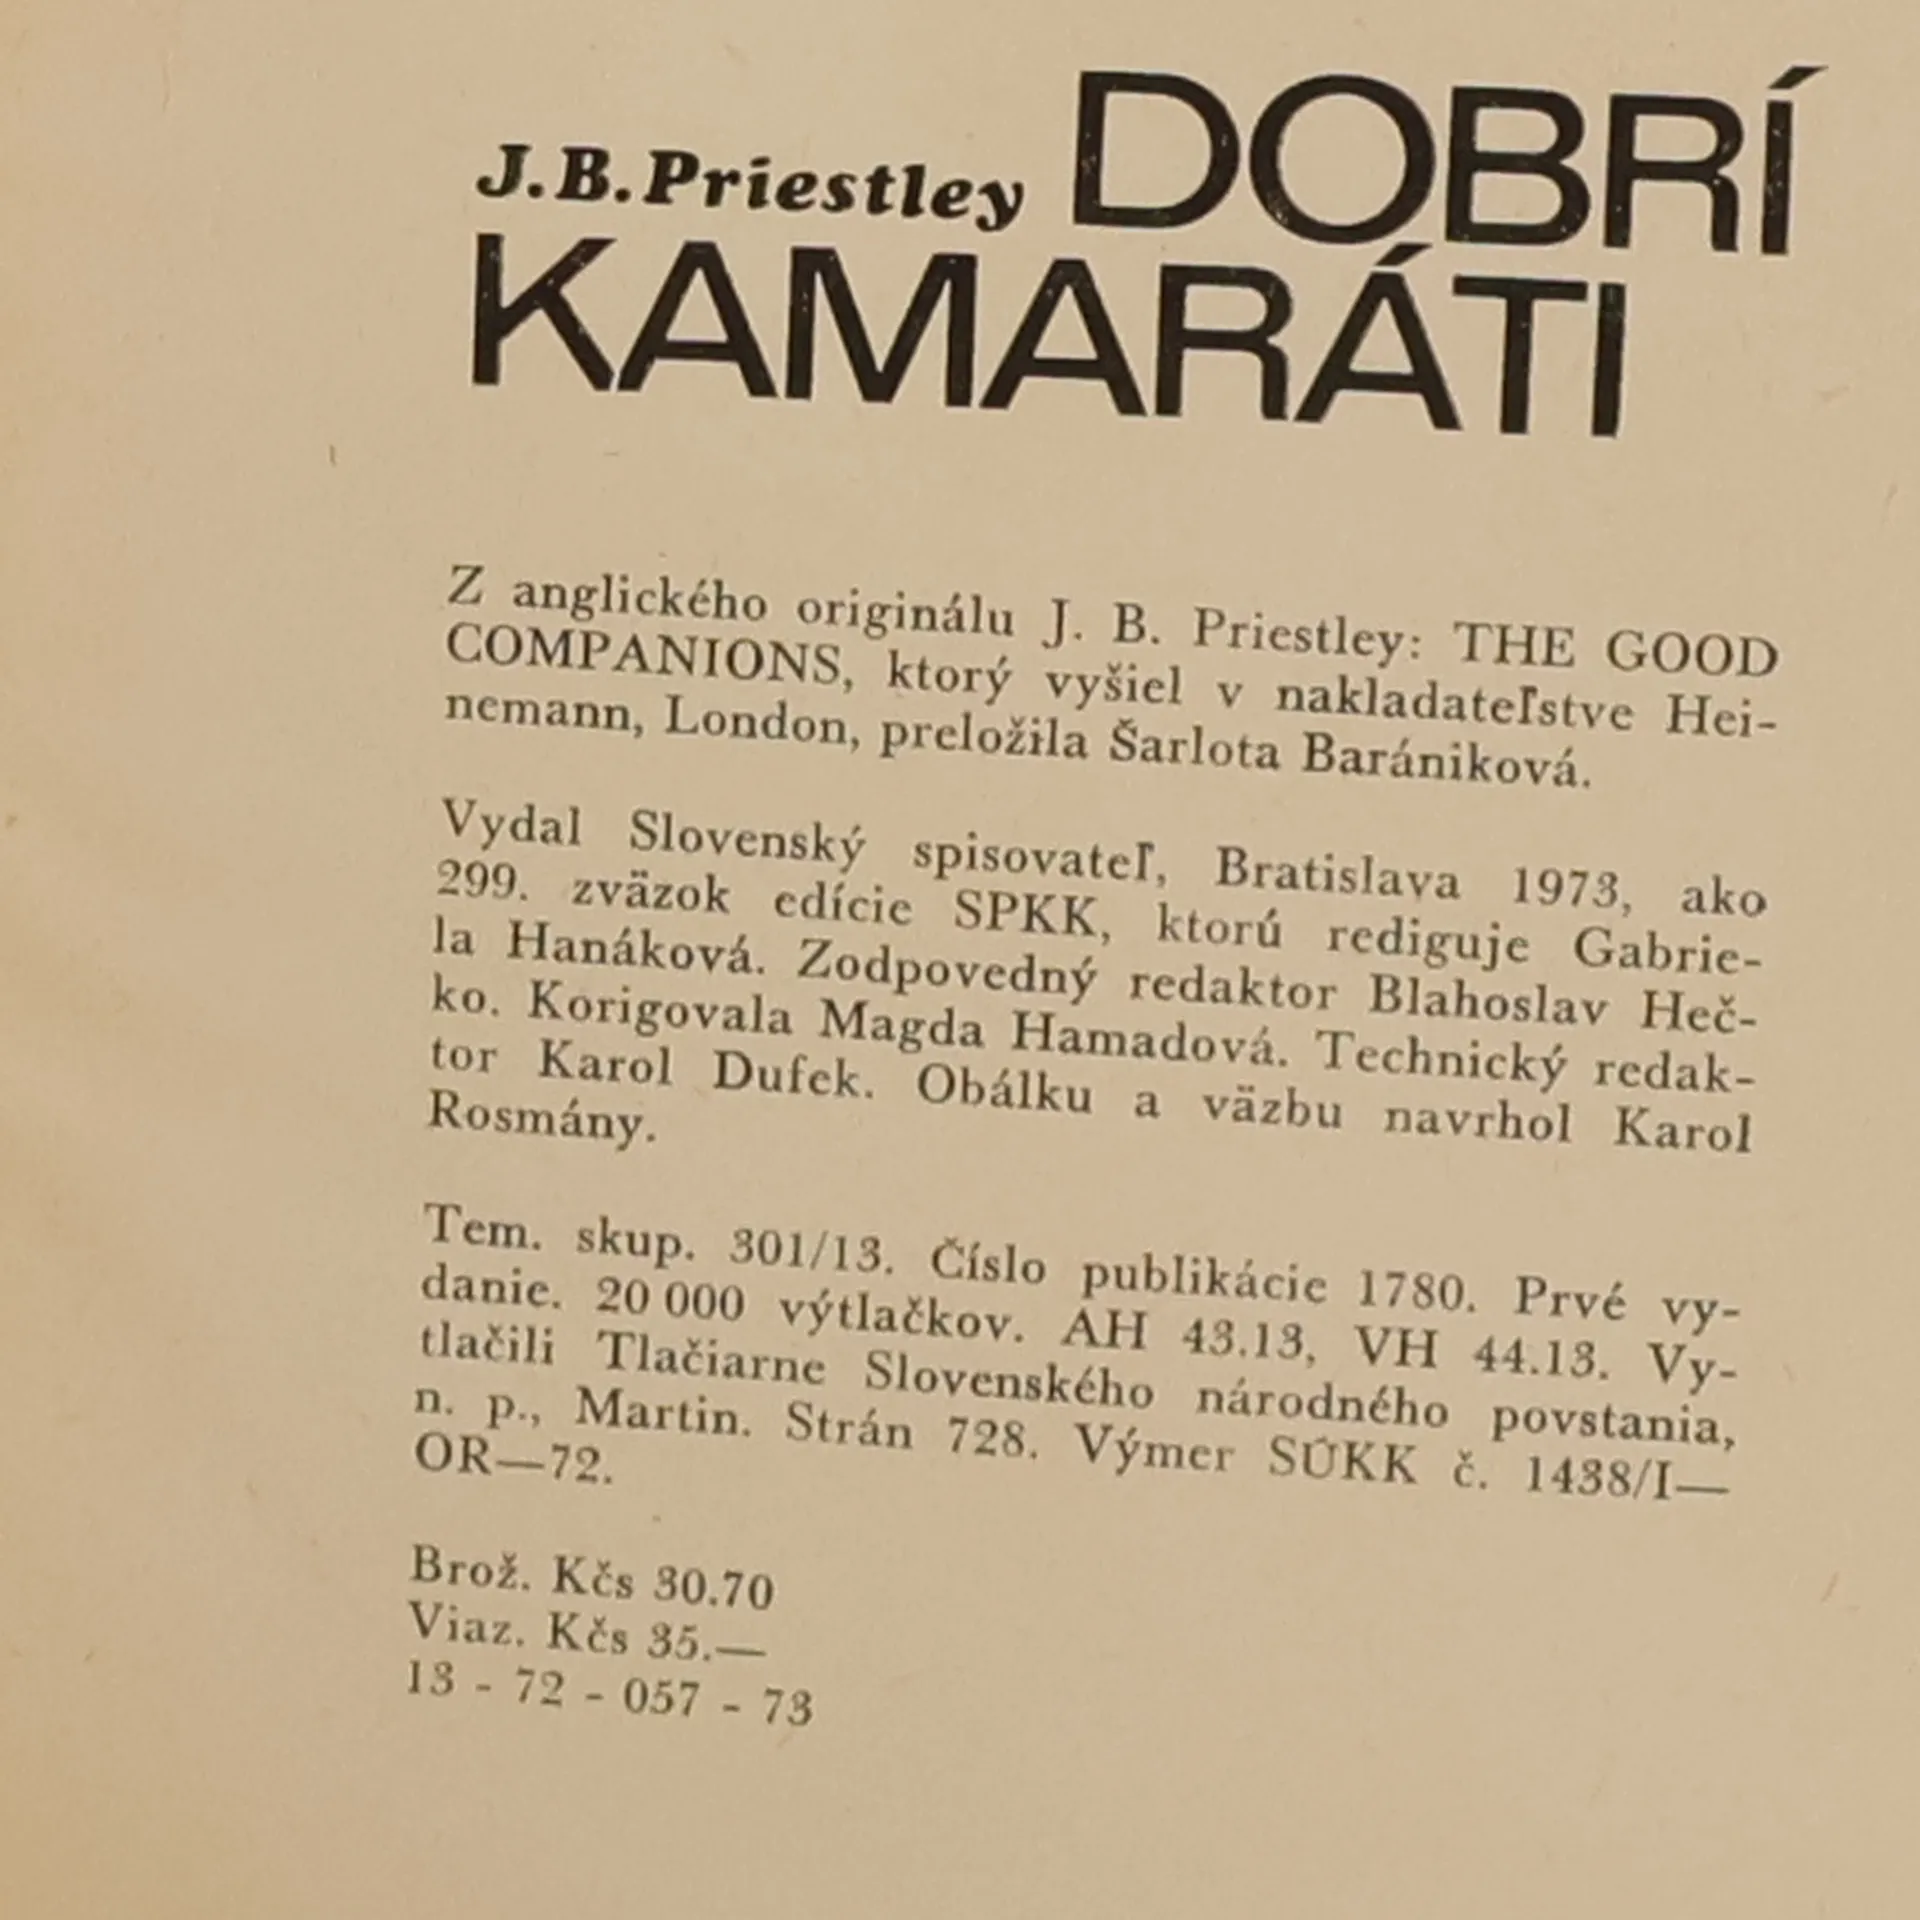 J. B. Priestley DOBRÍ
KAMARÁTI
Z anglického originálu J. B. Priestley: THE GOOD
COMPANIONS, ktorý vyšiel v nakladateľstve Hei-
nemann, London, preložila Šarlota Barániková.
Vydal Slovenský spisovateľ, Bratislava 1973, ako
299. zväzok edície SPKK, ktorú rediguje Gabrie-
la Hanáková. Zodpovedný redaktor Blahoslav Heč-
ko. Korigovala Magda Hamadová. Technický redak-
tor Karol Dufek. Obálku a väzbu navrhol Karol
Rosmány.
Tem. skup. 301/13. Číslo publikácie 1780. Prvé vy-
danie. 20 000 výtlačkov. AH 43.13, VH 44.13. Vy-
tlačili Tlačiarne Slovenského národného povstania,
n. p., Martin. Strán 728. Výmer SÚKK č. 1438/I—
OR—72.
Brož. Kčs 30.70
Viaz. Kčs 35.—
13 - 72 - 057 - 73